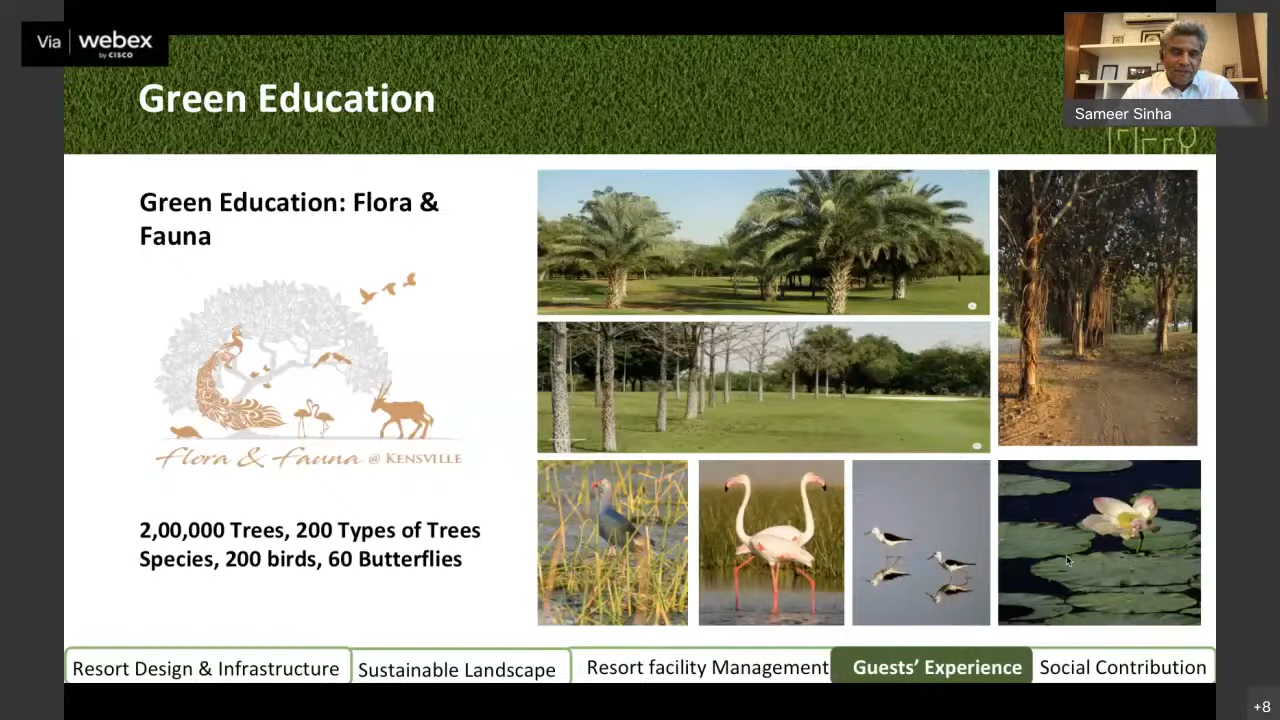 Via webex
by CISCO
Green Education
Sameer Sinha
Green Education: Flora &
Fauna
Flora & Fauna @ KENSVILLE
2,00,000 Trees, 200 Types of Trees
Species, 200 birds, 60 Butterflies
Resort Design & Infrastructure
Sustainable Landscape
Resort facility Management
Guests’ Experience
Social Contribution
+8